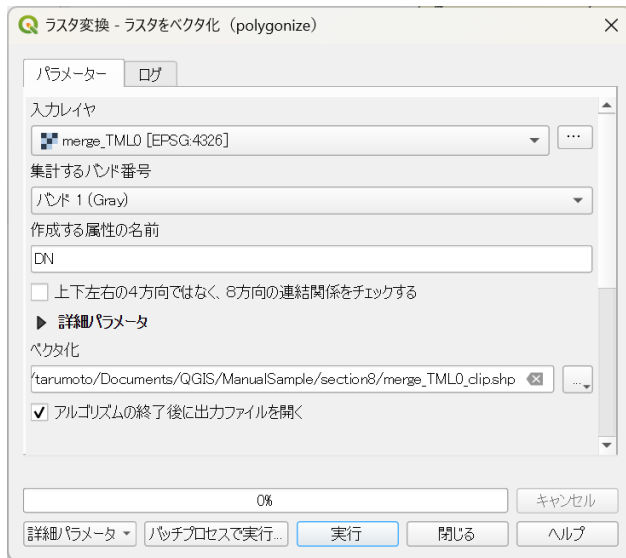 ラスタ変換 - ラスタをベクタ化（polygonize）
パラメーター ログ
入力レイヤ
merge_TML0 [EPSG:4326]
…
集計するバンド番号
バンド 1 (Gray)
作成する属性の名前
DN
上下左右の4方向ではなく、8方向の連結関係をチェックする
詳細パラメータ
ベクタ化
/tarumoto/Documents/QGIS/ManualSample/section8/merge_TML0_clip.shp
…
アルゴリズムの終了後に出力ファイルを開く
0% キャンセル
詳細パラメータ バッチプロセスで実行... 実行 閉じる ヘルプ